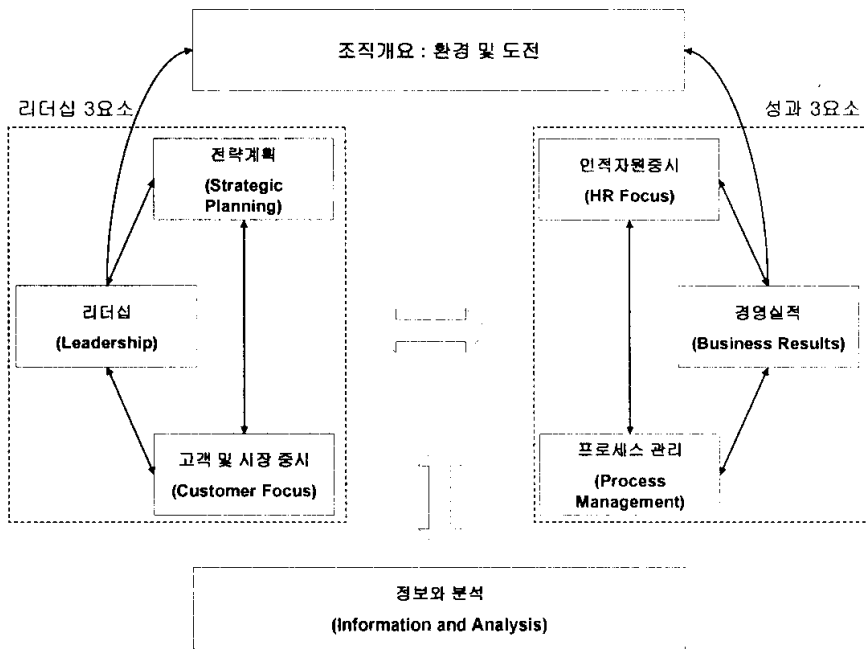 조직개요 : 환경 및 도전
리더십 3요소
성과 3요소
전략계획
(Strategic
Planning)
인적자원중시
(HR Focus)
리더십
(Leadership)
경영실적
(Business Results)
고객 및 시장 중시
(Customer Focus)
프로세스 관리
(Process
Management)
정보와 분석
(Information and Analysis)